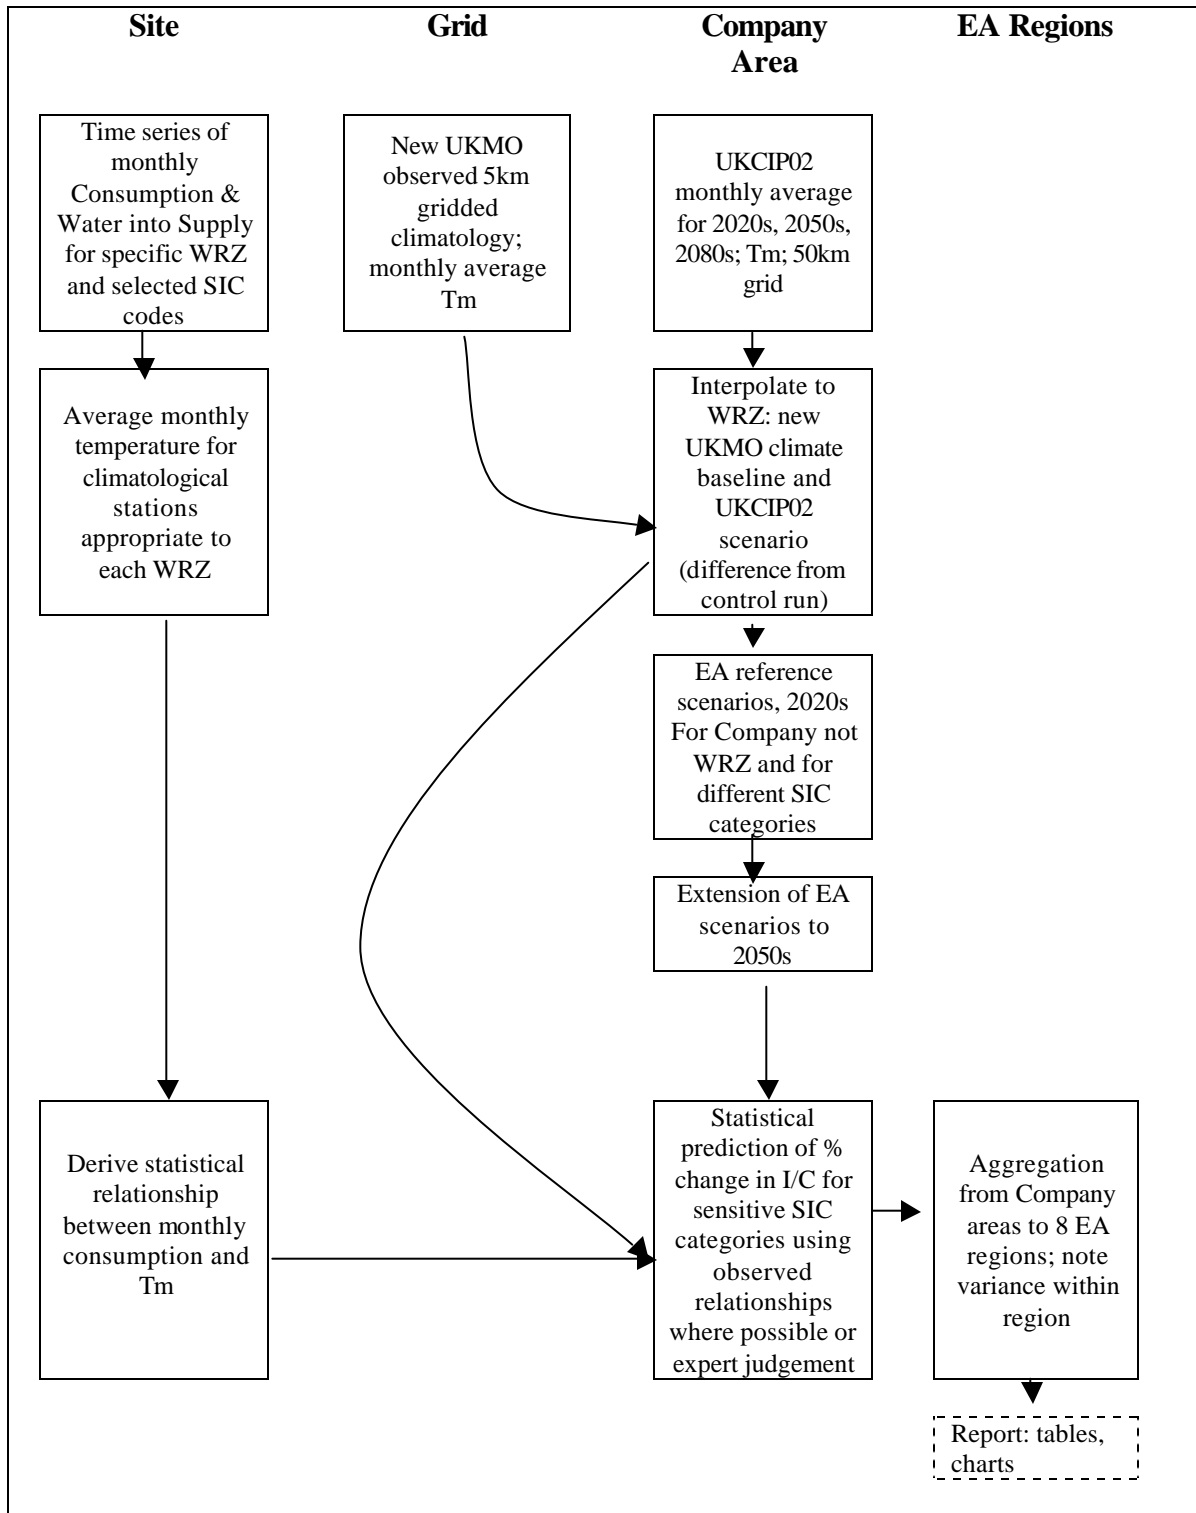 Site
Grid
Company
Area
EA Regions
Time series of
monthly
Consumption &
Water into Supply
for specific WRZ
and selected SIC
codes
New UKMO
observed 5km
gridded
climatology;
monthly average
Tm
UKCIP02
monthly average
for 2020s, 2050s,
2080s; Tm; 50km
grid
Average monthly
temperature for
climatological
stations
appropriate to
each WRZ
Interpolate to
WRZ: new
UKMO climate
baseline and
UKCIP02
scenario
(difference from
control run)
EA reference
scenarios, 2020s
For Company not
WRZ and for
different SIC
categories
Extension of EA
scenarios to
2050s
Derive statistical
relationship
between monthly
consumption and
Tm
Statistical
prediction of %
change in I/C for
sensitive SIC
categories using
observed
relationships
where possible or
expert judgement
Aggregation
from Company
areas to 8 EA
regions; note
variance within
region
Report: tables,
charts